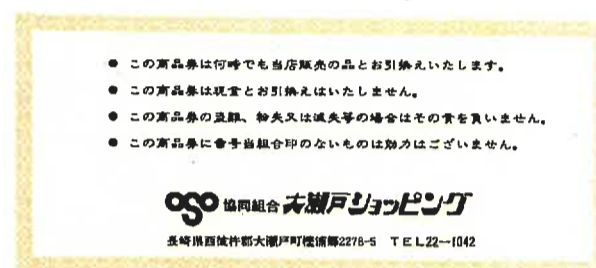 ● この商品券は何時でも当店販売の品とお引換えいたします。
● この商品券は現金とお引換えはいたしません。
● この商品券の盗難、紛失又は滅失等の場合はその責を負いません。
● この商品券に番号当組合印のないものは効力はございません。
oso 協同組合 大瀬戸ショッピング
長崎県西彼杵郡大瀬戸町樫浦郷2278-5 TEL22-1042